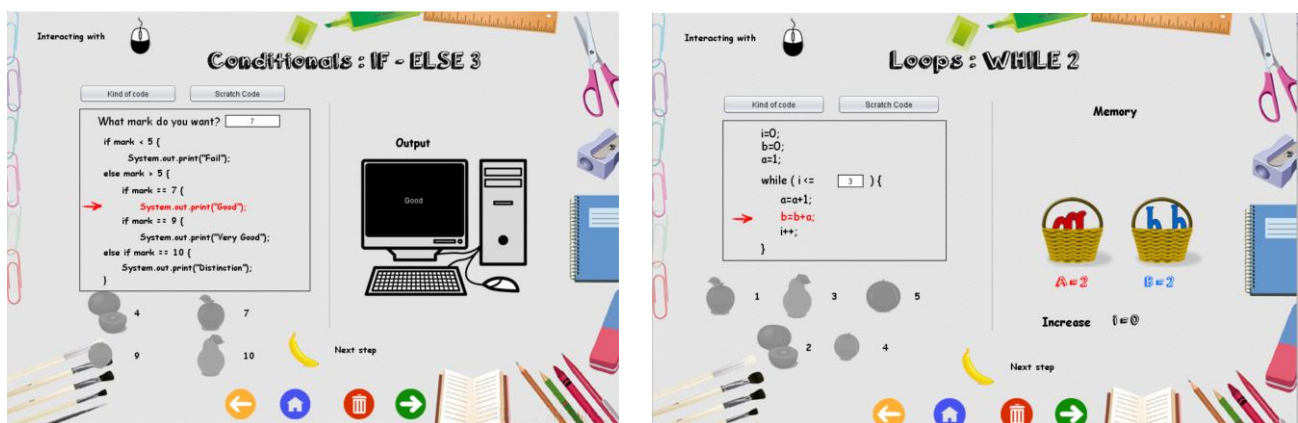 Interacting with
Conditionals : IF - ELSE 3
Kind of code
Scratch Code
What mark do you want? 7
if mark < 5 {
System.out.print("Fail");
else mark > 5 {
if mark == 7 {
System.out.print("Good");
if mark == 9 {
System.out.print("Very Good");
else if mark == 10 {
System.out.print("Distinction");
}
Output
Good
4
7
9
10
Next step
Interacting with
Loops : WHILE 2
Kind of code
Scratch Code
i=0;
b=0;
a=1;
while ( i <= 3 ) {
a=a+1;
b=b+a;
i++;
}
Memory
a
b b
A=2
B=2
Increase i=0
1
3
5
2
4
Next step